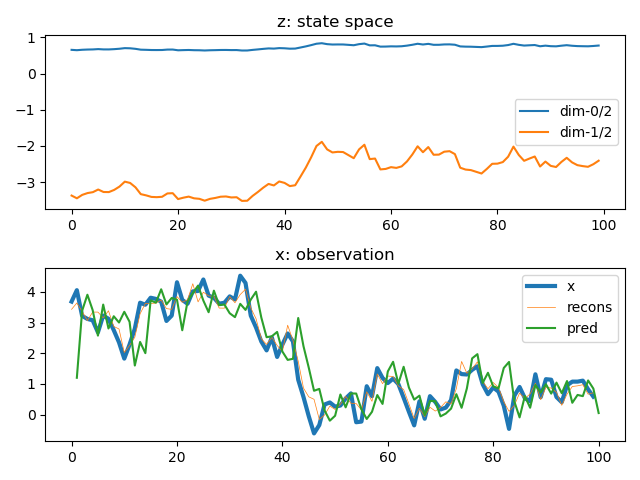 z: state space
1
0
−1
−2
−3
dim-0/2
dim-1/2
0 20 40 60 80 100
x: observation
4
3
2
1
0
x
recons
pred
0 20 40 60 80 100